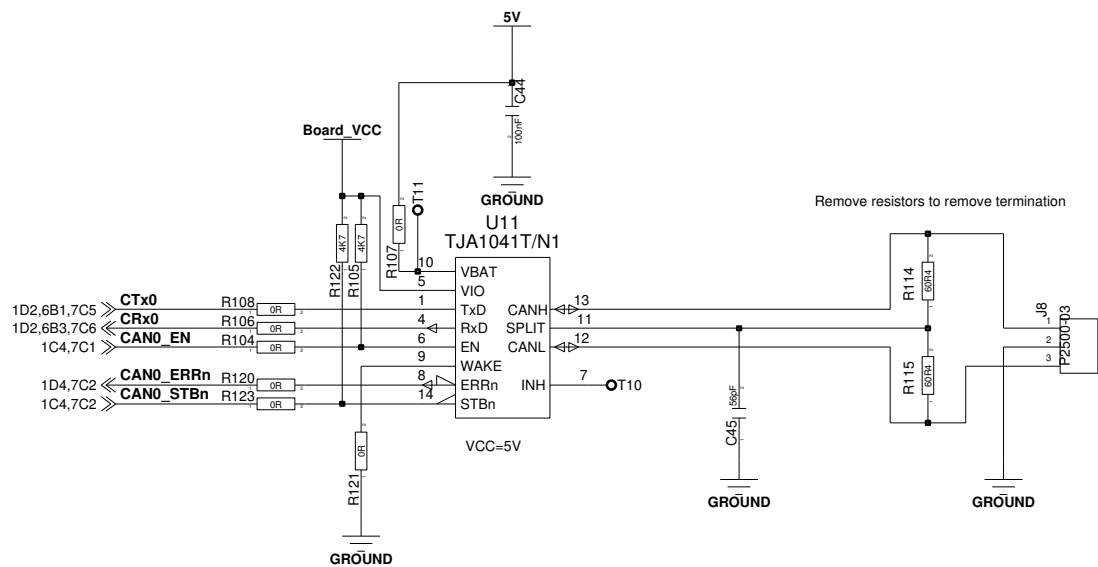 5V
C44
100nF
GROUND
Board_VCC
T11
0R
R107
4K7
R122
4K7
R105
U11
TJA1041T/N1
10 VBAT
5 VIO
1D2,6B1,7C5 CTx0 R108 0R 1 TxD
1D2,6B3,7C6 CRx0 R106 0R 4 RxD
1C4,7C1 CAN0_EN R104 0R 6 EN
9 WAKE
1D4,7C2 CAN0_ERRn R120 0R 8 ERRn
1C4,7C2 CAN0_STBn R123 0R 14 STBn
CANH 13
SPLIT 11
CANL 12
INH 7 T10
VCC=5V
0R
R121
GROUND
56pF
C45
GROUND
Remove resistors to remove termination
R114
60R4
R115
60R4
J8
P2500-03
1
2
3
GROUND